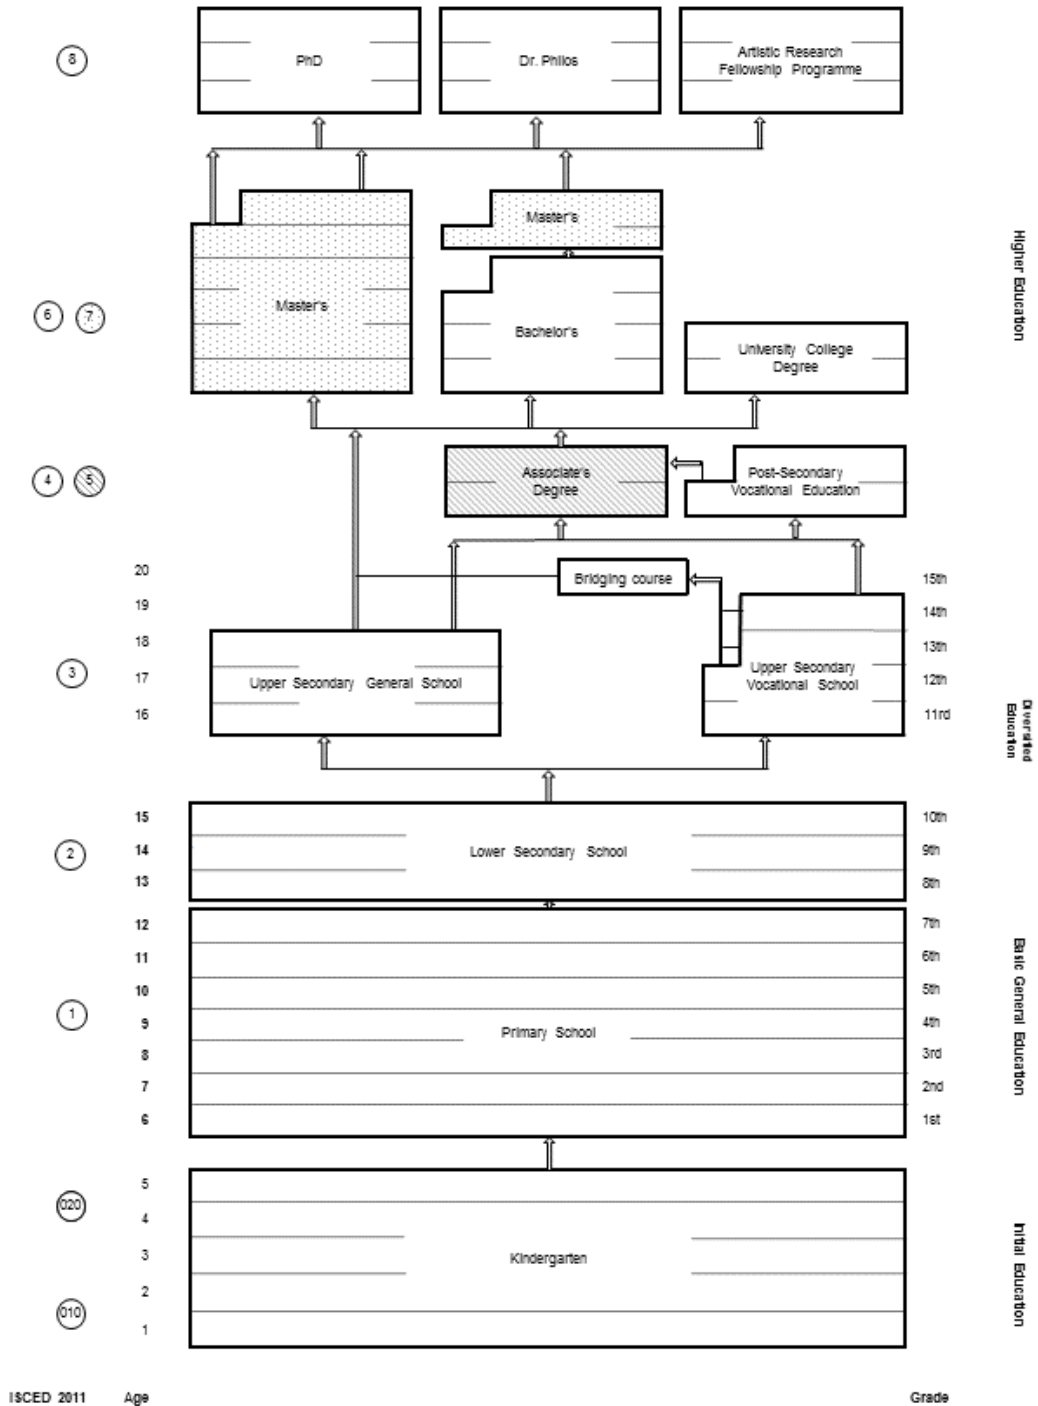 8
PhD
Dr. Philos
Artistic Research
Fellowship Programme
Higher Education
Master's
6
7
Master's
Bachelor's
University College
Degree
4
5
Associate's
Degree
Post-Secondary
Vocational Education
20
Bridging course
15th
19
14th
18
13th
3
17
Upper Secondary General School
Upper Secondary
Vocational School
12th
16
11rd
Diversified
Education
15
10th
2
14
Lower Secondary School
9th
13
8th
12
7th
11
6th
10
5th
Basic General Education
1
9
Primary School
4th
8
3rd
7
2nd
6
1st
5
020
4
3
Kindergarten
Initial Education
2
010
1
ISCED 2011
Age
Grade